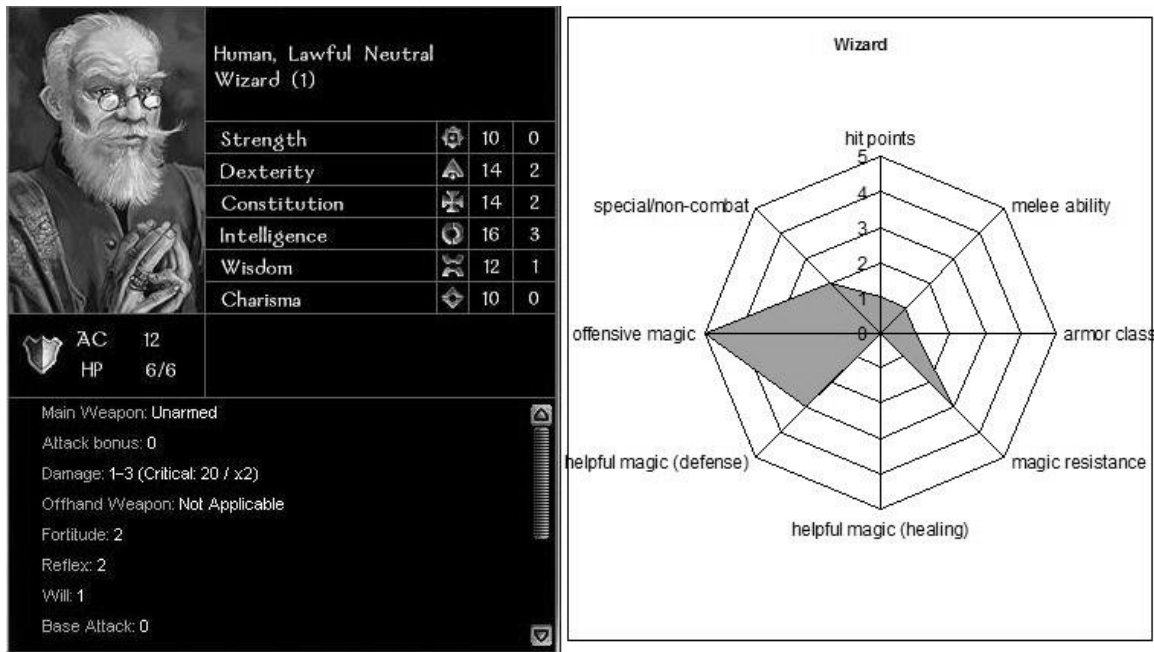 Human, Lawful Neutral
Wizard (1)
Strength 10 0
Dexterity 14 2
Constitution 14 2
Intelligence 16 3
Wisdom 12 1
Charisma 10 0
AC 12
HP 6/6
Main Weapon: Unarmed
Attack bonus: 0
Damage: 1-3 (Critical: 20 / x2)
Offhand Weapon: Not Applicable
Fortitude: 2
Reflex: 2
Will: 1
Base Attack: 0
Wizard
hit points
5
special/non-combat
melee ability
4
3
2
1
offensive magic
0
armor class
helpful magic (defense)
magic resistance
helpful magic (healing)